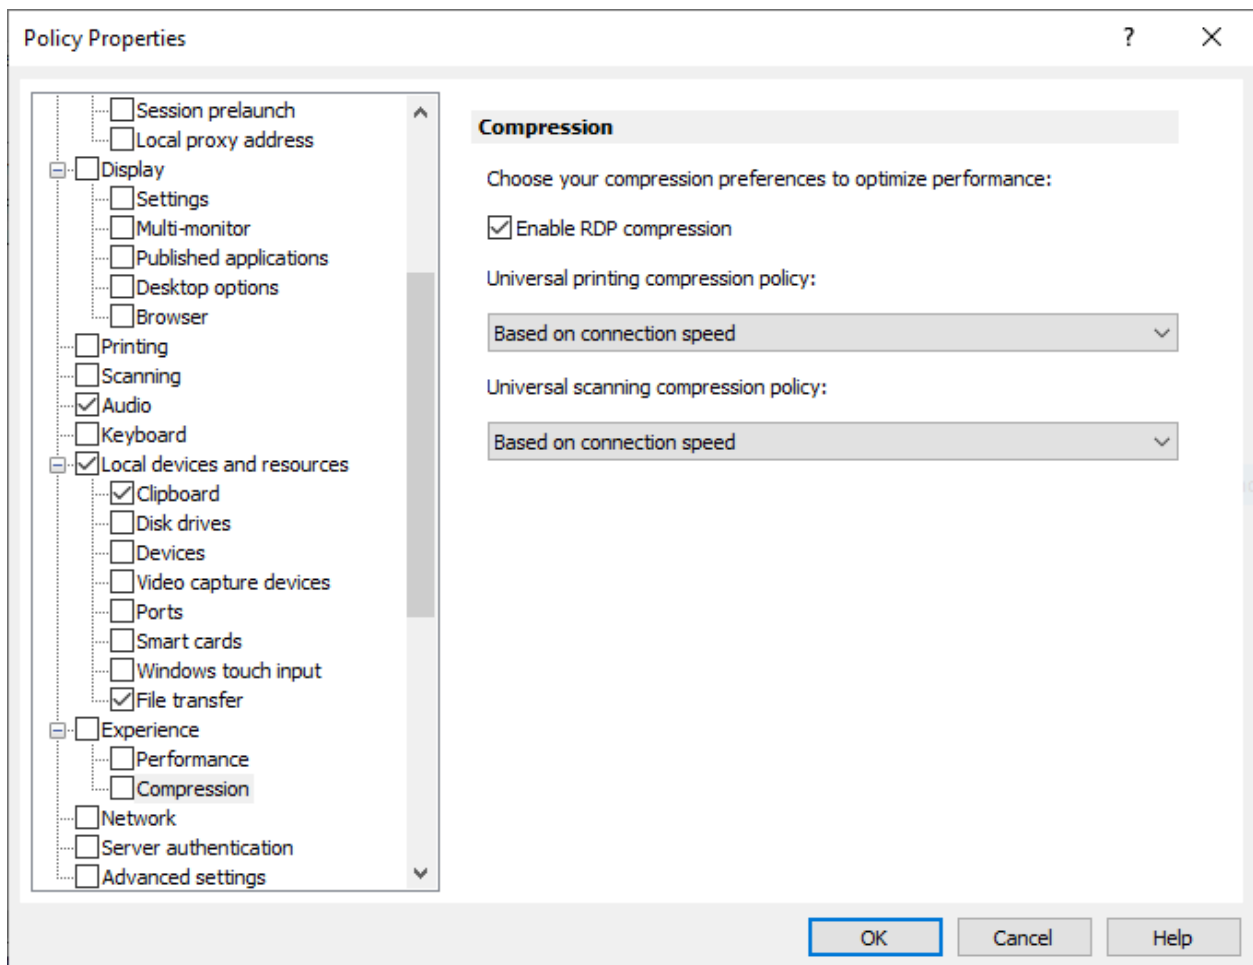 Policy Properties
Session prelaunch
Local proxy address
Display
Settings
Multi-monitor
Published applications
Desktop options
Browser
Printing
Scanning
Audio
Keyboard
Local devices and resources
Clipboard
Disk drives
Devices
Video capture devices
Ports
Smart cards
Windows touch input
File transfer
Experience
Performance
Compression
Network
Server authentication
Advanced settings
Compression
Choose your compression preferences to optimize performance:
Enable RDP compression
Universal printing compression policy:
Based on connection speed
Universal scanning compression policy:
Based on connection speed
OK
Cancel
Help